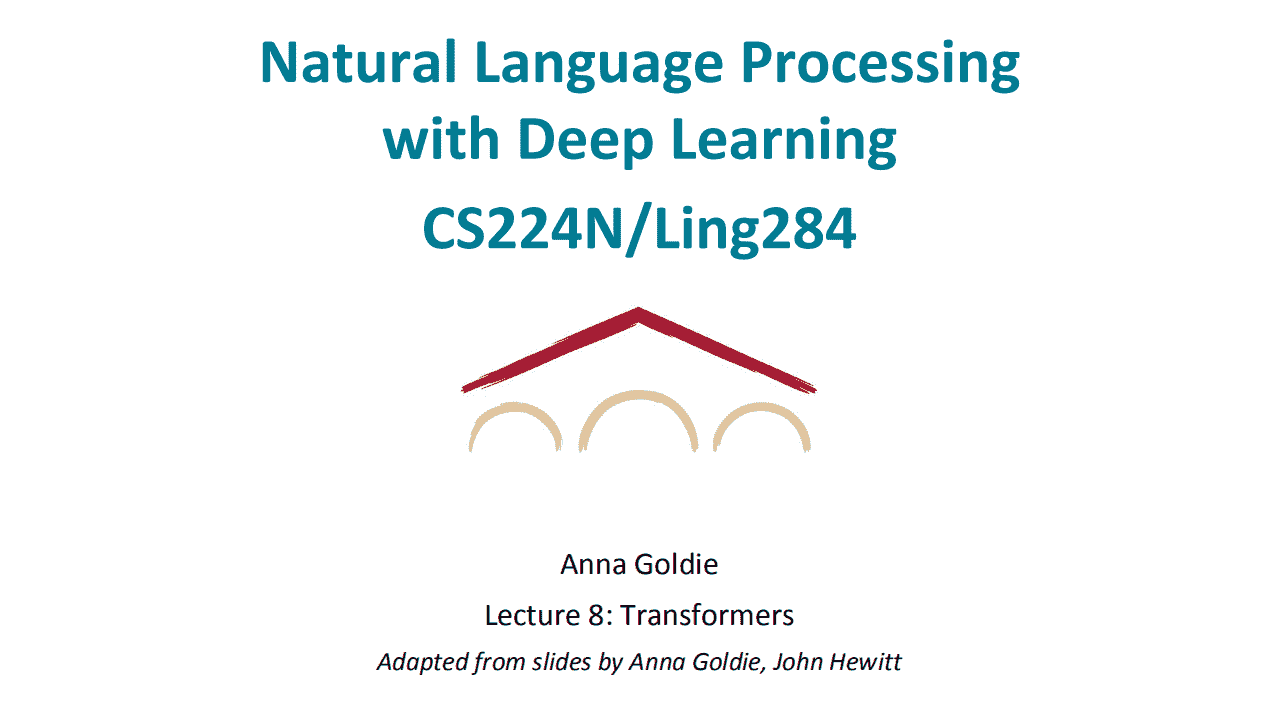 Natural Language Processing
with Deep Learning
CS224N/Ling284
Anna Goldie
Lecture 8: Transformers
Adapted from slides by Anna Goldie, John Hewitt